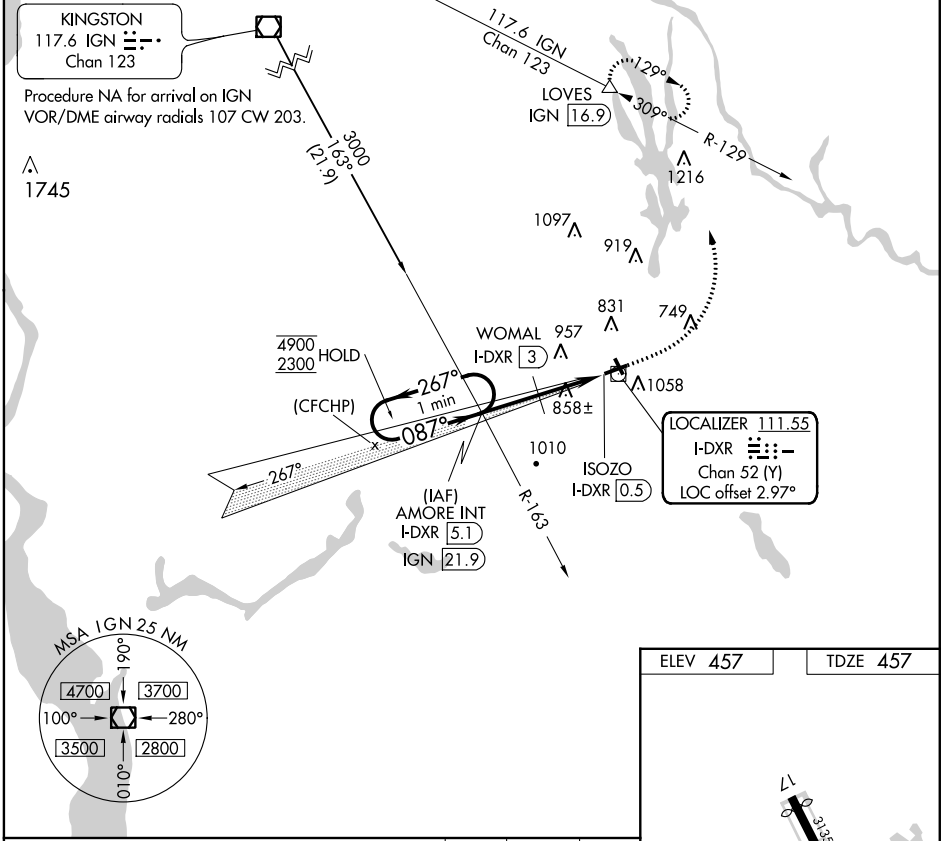 KINGSTON
117.6 IGN
Chan 123
Procedure NA for arrival on IGN
VOR/DME airway radials 107 CW 203.
1745
3000
163°
(21.9)
117.6 IGN
Chan 123
LOVES
IGN 16.9
129°
309°
R-129
1216
1097
919
831
749
WOMAL
I-DXR 3
957
4900
2300
HOLD
(CFCHP)
267°
1 min
087°
858±
1058
267°
1010
ISOZO
I-DXR 0.5
LOCALIZER 111.55
I-DXR
Chan 52 (Y)
LOC offset 2.97°
(IAF)
AMORE INT
I-DXR 5.1
IGN 21.9
R-163
MSA IGN 25 NM
190°
4700
3700
100°
280°
3500
2800
010°
ELEV 457
TDZE 457
17
3135